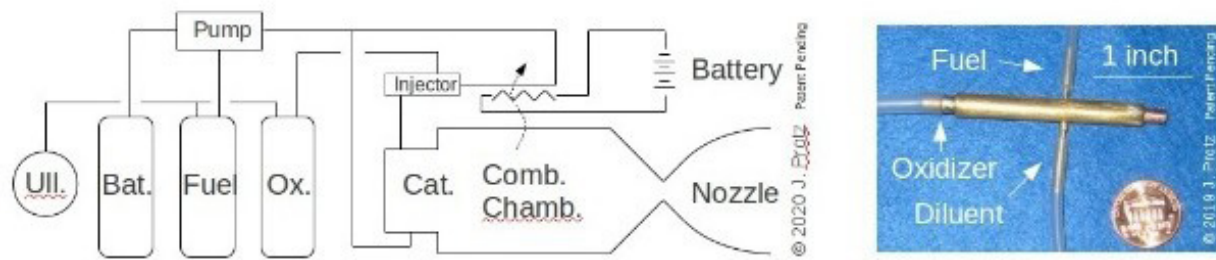 Pump
Injector
Battery
Ull.
Bat.
Fuel
Ox.
Cat.
Comb.
Chamb.
Nozzle
© 2020 J. Protz Patent Pending
Fuel
1 inch
Oxidizer
Diluent
© 2019 J. Protz Patent Pending